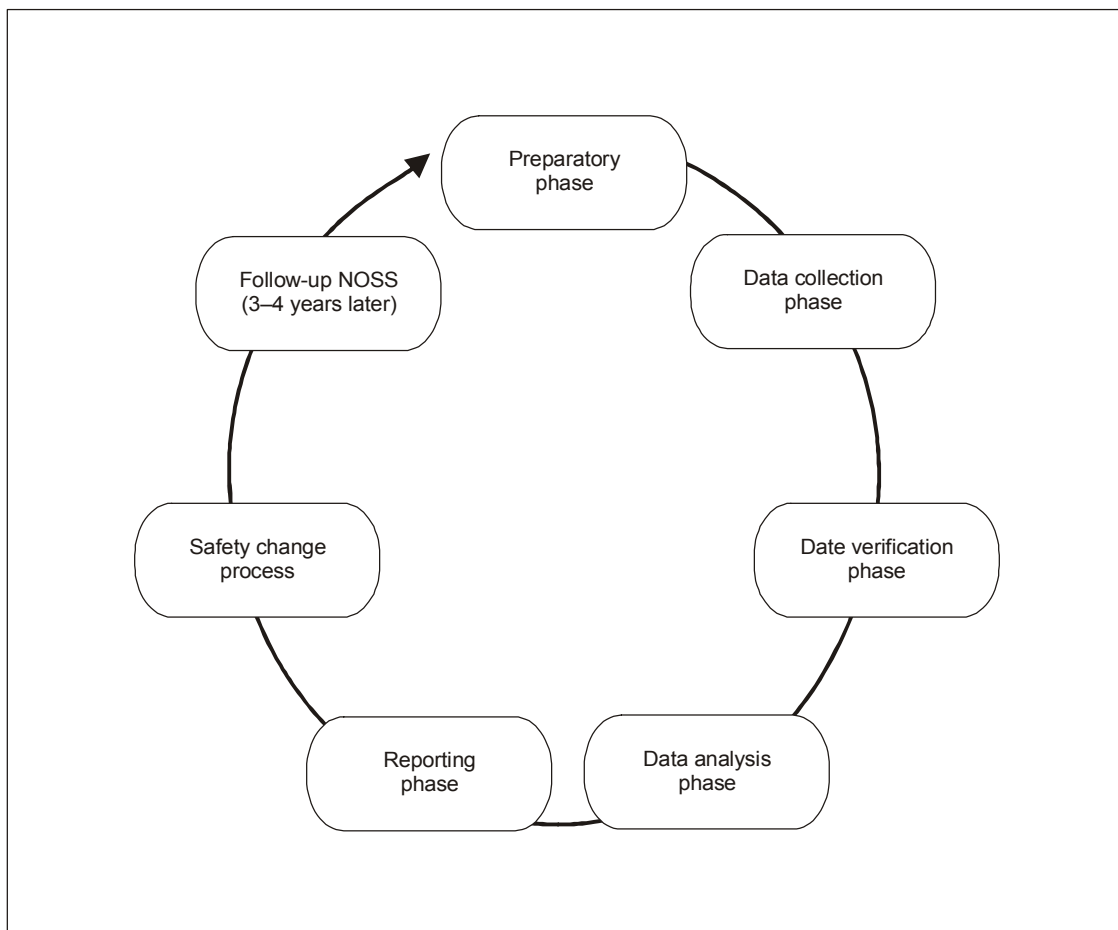 Preparatory
phase
Data collection
phase
Date verification
phase
Data analysis
phase
Reporting
phase
Safety change
process
Follow-up NOSS
(3–4 years later)